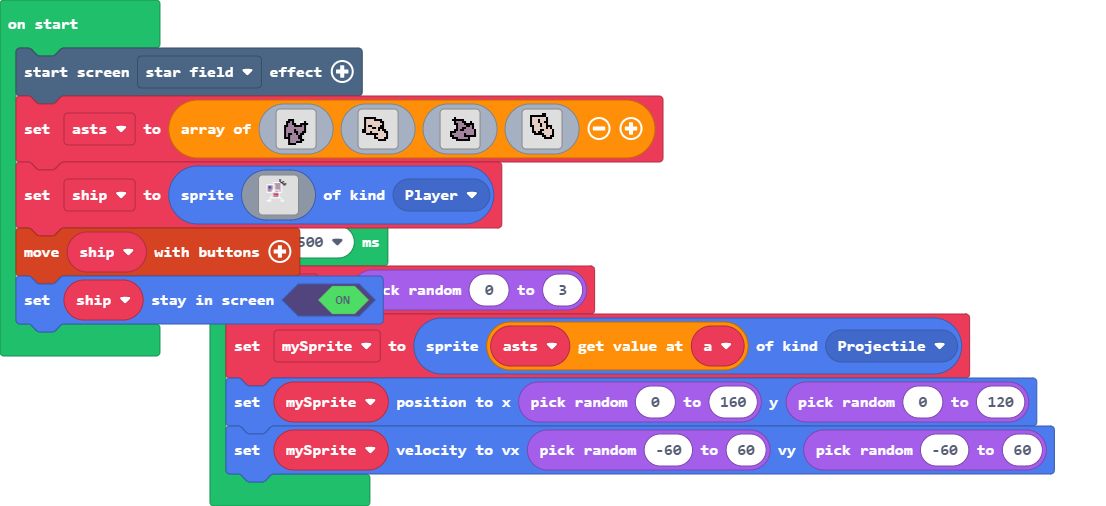 on start
start screen star field effect
set asts to array of
set ship to sprite of kind Player
move ship with buttons
ms
set ship stay in screen ON
random 0 to 3
set mySprite to sprite asts get value at a of kind Projectile
set mySprite position to x pick random 0 to 160 y pick random 0 to 120
set mySprite velocity to vx pick random -60 to 60 vy pick random -60 to 60